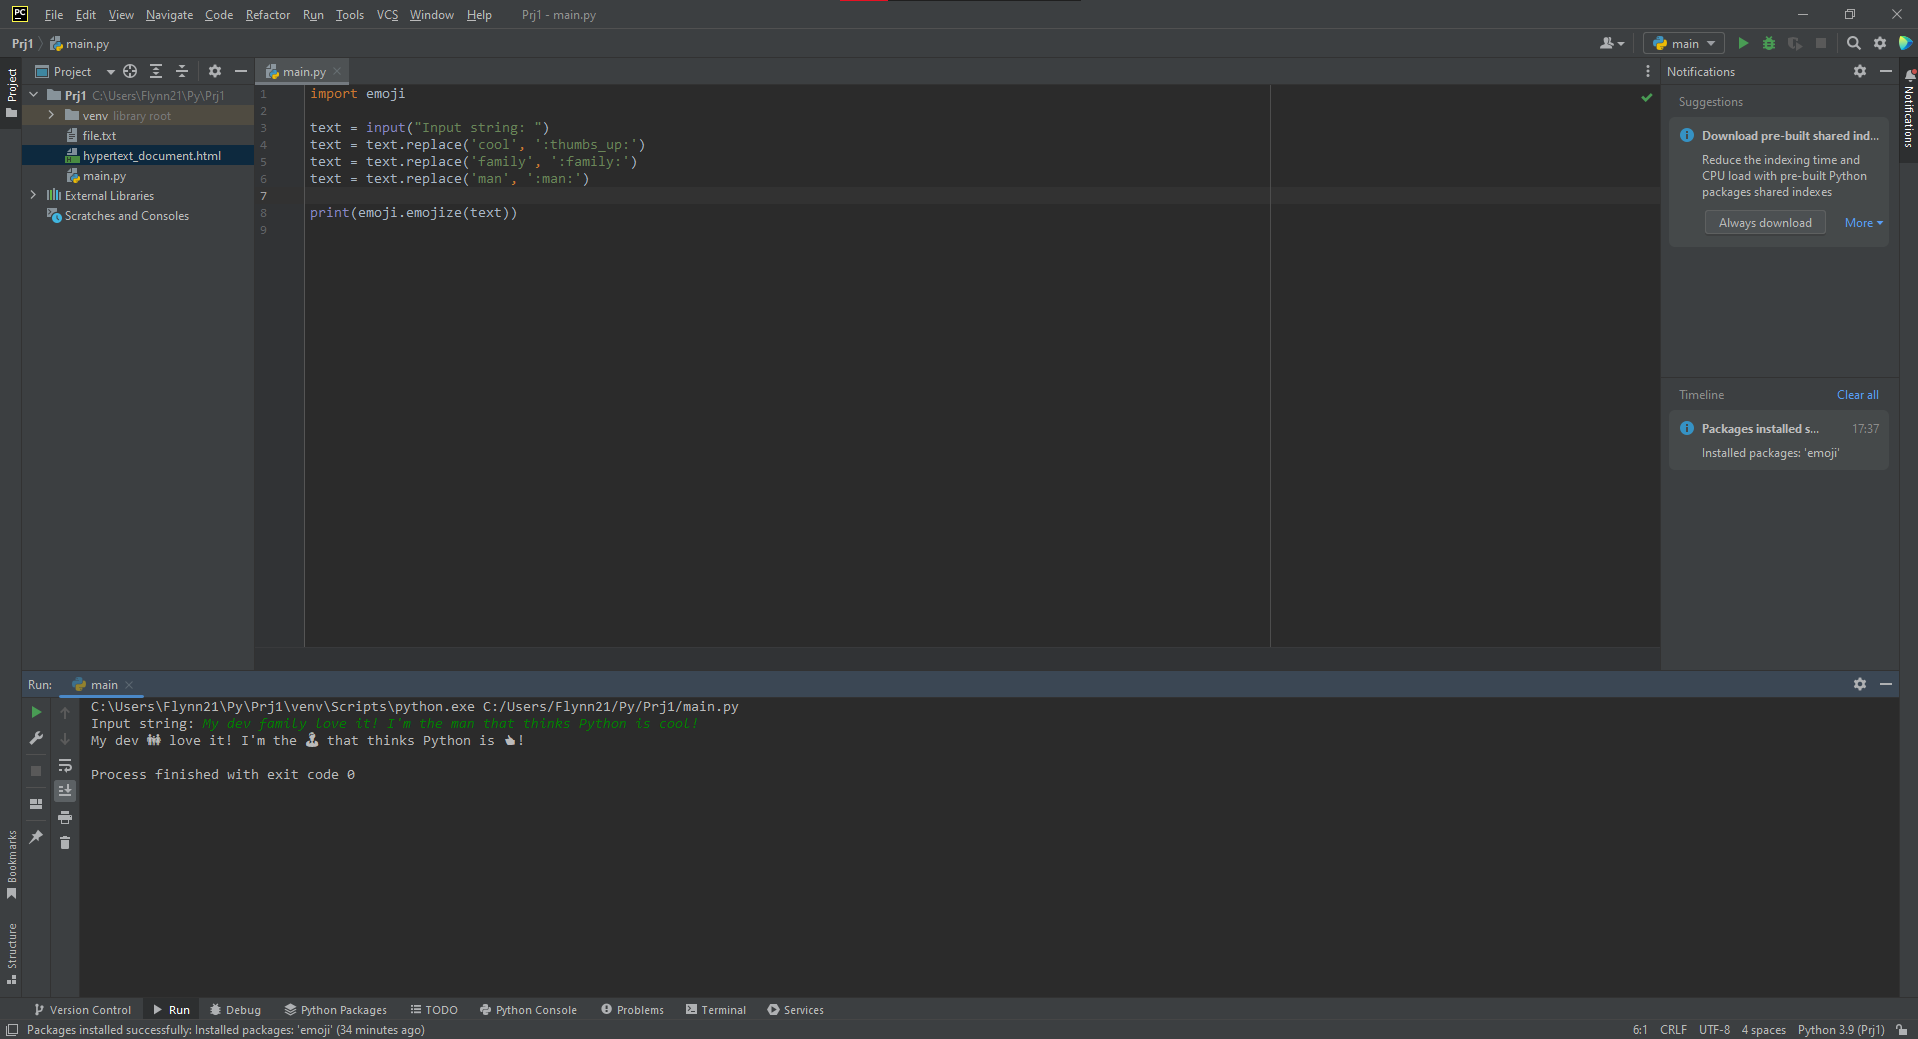 PC File Edit View Navigate Code Refactor Run Tools VCS Window Help Prj1 - main.py
Prj1 main.py
main
Project
Project
main.py
Notifications
Notifications
Prj1 C:\Users\Flynn21\Py\Prj1
venv library root
file.txt
hypertext_document.html
main.py
External Libraries
Scratches and Consoles
1 import emoji
2
3 text = input("Input string: ")
4 text = text.replace('cool', ':thumbs_up:')
5 text = text.replace('family', ':family:')
6 text = text.replace('man', ':man:')
7
8 print(emoji.emojize(text))
9
Suggestions
Download pre-built shared ind...
Reduce the indexing time and
CPU load with pre-built Python
packages shared indexes
Always download More
Timeline Clear all
Packages installed s... 17:37
Installed packages: 'emoji'
Run: main
C:\Users\Flynn21\Py\Prj1\venv\Scripts\python.exe C:/Users/Flynn21/Py/Prj1/main.py
Input string: My dev family love it! I'm the man that thinks Python is cool!
My dev 👪 love it! I'm the 👨 that thinks Python is 👍!
Process finished with exit code 0
Bookmarks
Structure
Version Control Run Debug Python Packages TODO Python Console Problems Terminal Services
Packages installed successfully: Installed packages: 'emoji' (34 minutes ago) 6:1 CRLF UTF-8 4 spaces Python 3.9 (Prj1)